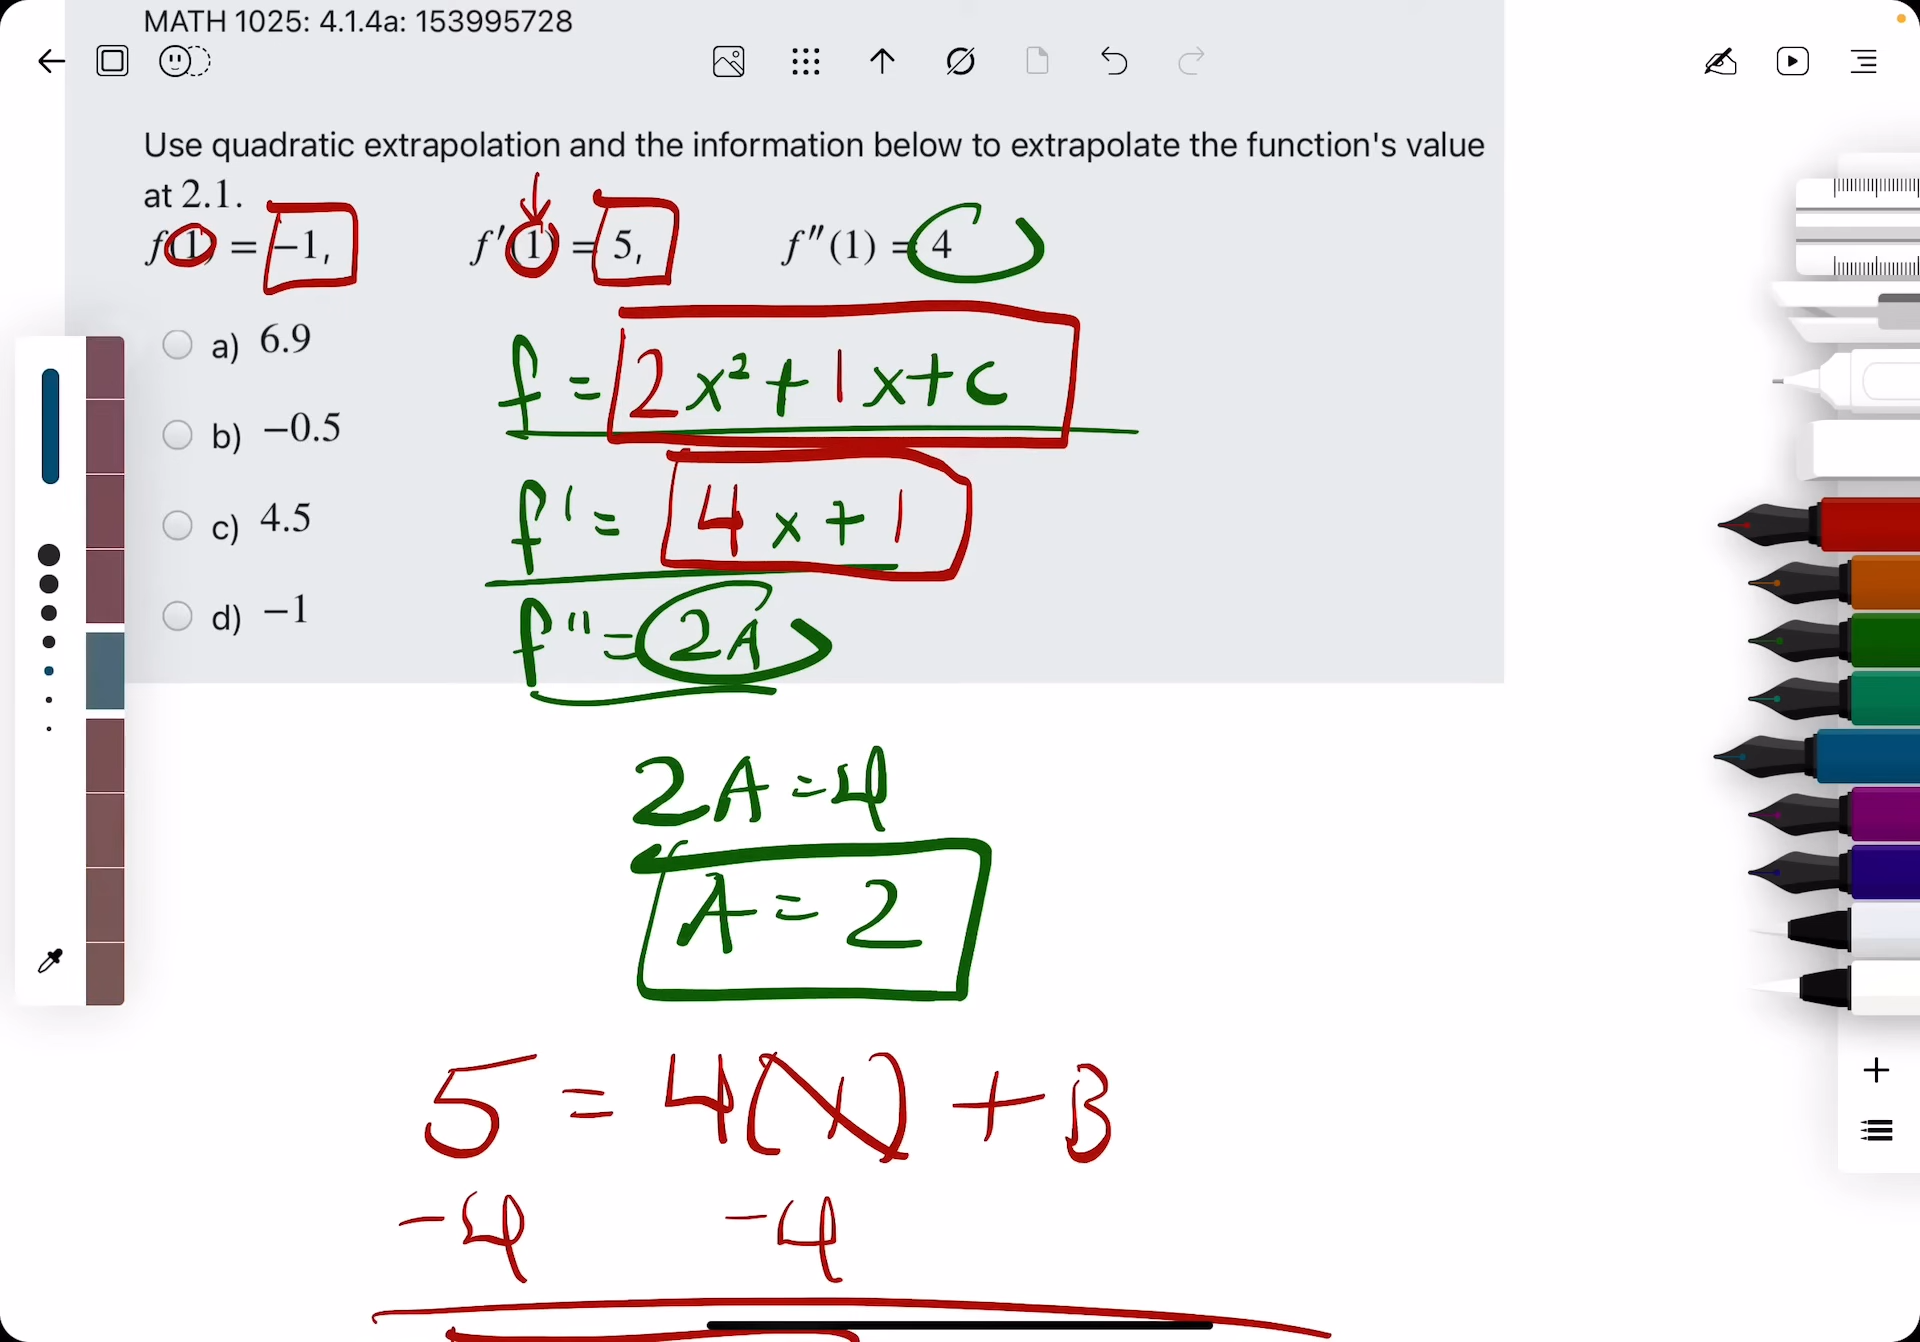 MATH 1025: 4.1.4a: 153995728
Use quadratic extrapolation and the information below to extrapolate the function's value
at 2.1.
f(1) = −1, f′(1) = 5, f″(1) = 4
a) 6.9
b) −0.5
c) 4.5
d) −1
f = 2x² + 1x + c
f' = 4x + 1
f'' = 2A
2A = 4
A = 2
5 = 4(1) + B
-4 -4